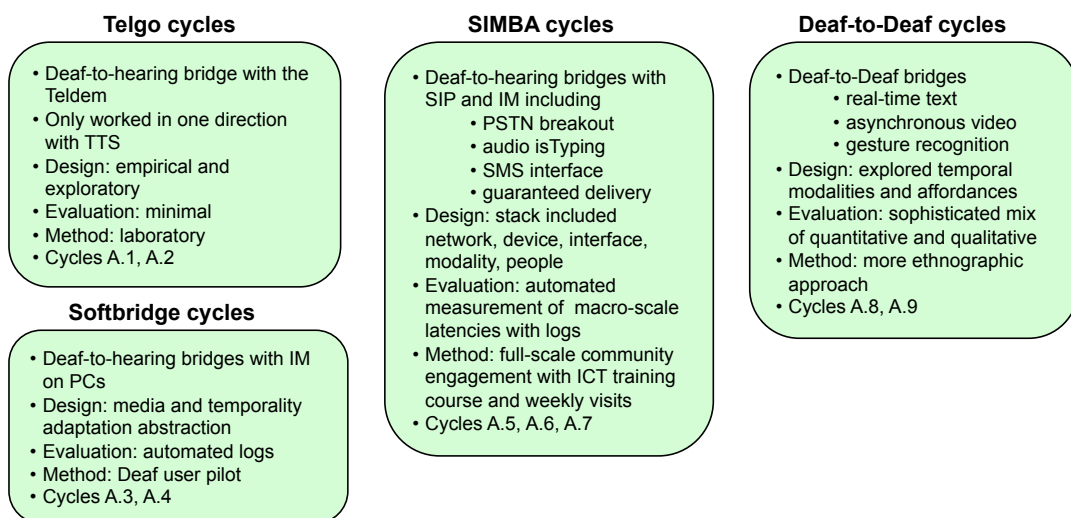 Telgo cycles
• Deaf-to-hearing bridge with the
Teldem
• Only worked in one direction
with TTS
• Design: empirical and
exploratory
• Evaluation: minimal
• Method: laboratory
• Cycles A.1, A.2
Softbridge cycles
• Deaf-to-hearing bridges with IM
on PCs
• Design: media and temporality
adaptation abstraction
• Evaluation: automated logs
• Method: Deaf user pilot
• Cycles A.3, A.4
SIMBA cycles
• Deaf-to-hearing bridges with
SIP and IM including
• PSTN breakout
• audio isTyping
• SMS interface
• guaranteed delivery
• Design: stack included
network, device, interface,
modality, people
• Evaluation: automated
measurement of macro-scale
latencies with logs
• Method: full-scale community
engagement with ICT training
course and weekly visits
• Cycles A.5, A.6, A.7
Deaf-to-Deaf cycles
• Deaf-to-Deaf bridges
• real-time text
• asynchronous video
• gesture recognition
• Design: explored temporal
modalities and affordances
• Evaluation: sophisticated mix
of quantitative and qualitative
• Method: more ethnographic
approach
• Cycles A.8, A.9